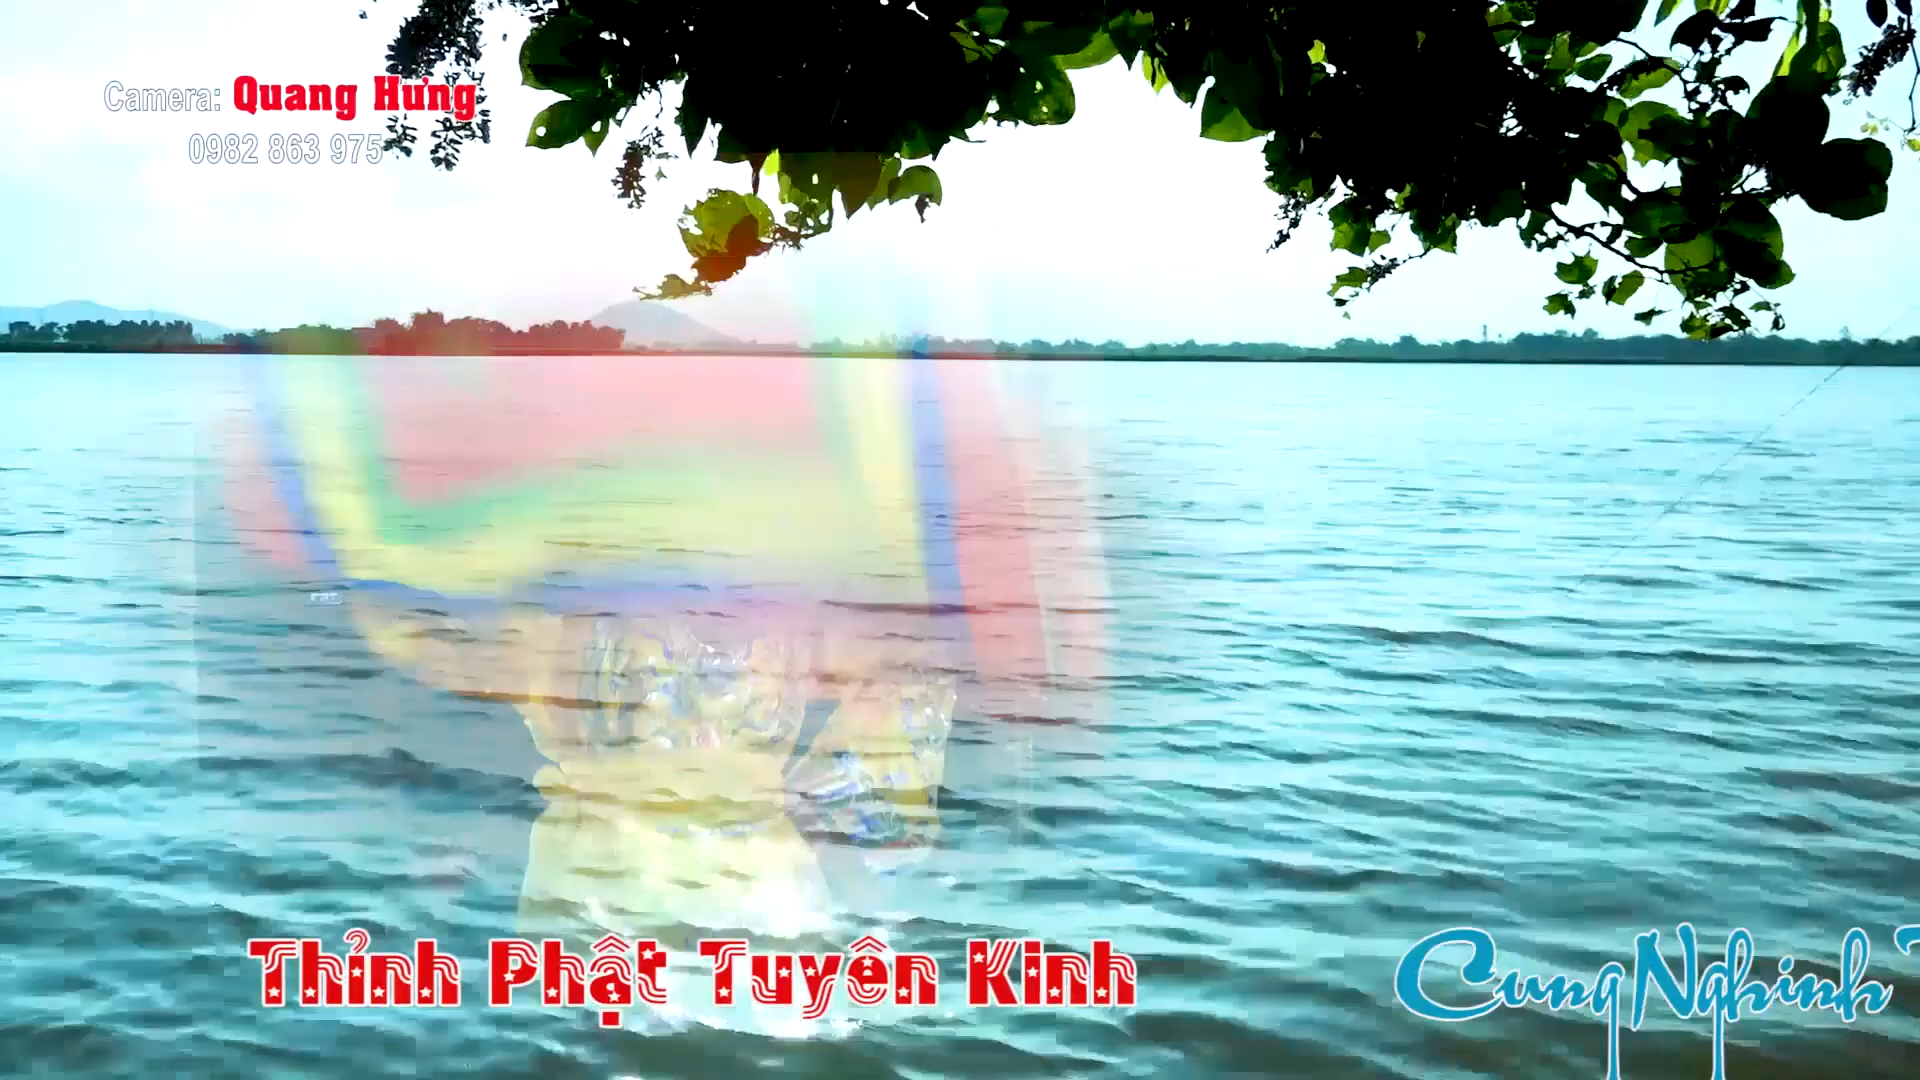 Camera: Quang Hưng
0982 863 975
Thỉnh Phật Tuyên Kinh
Cung Nghinh